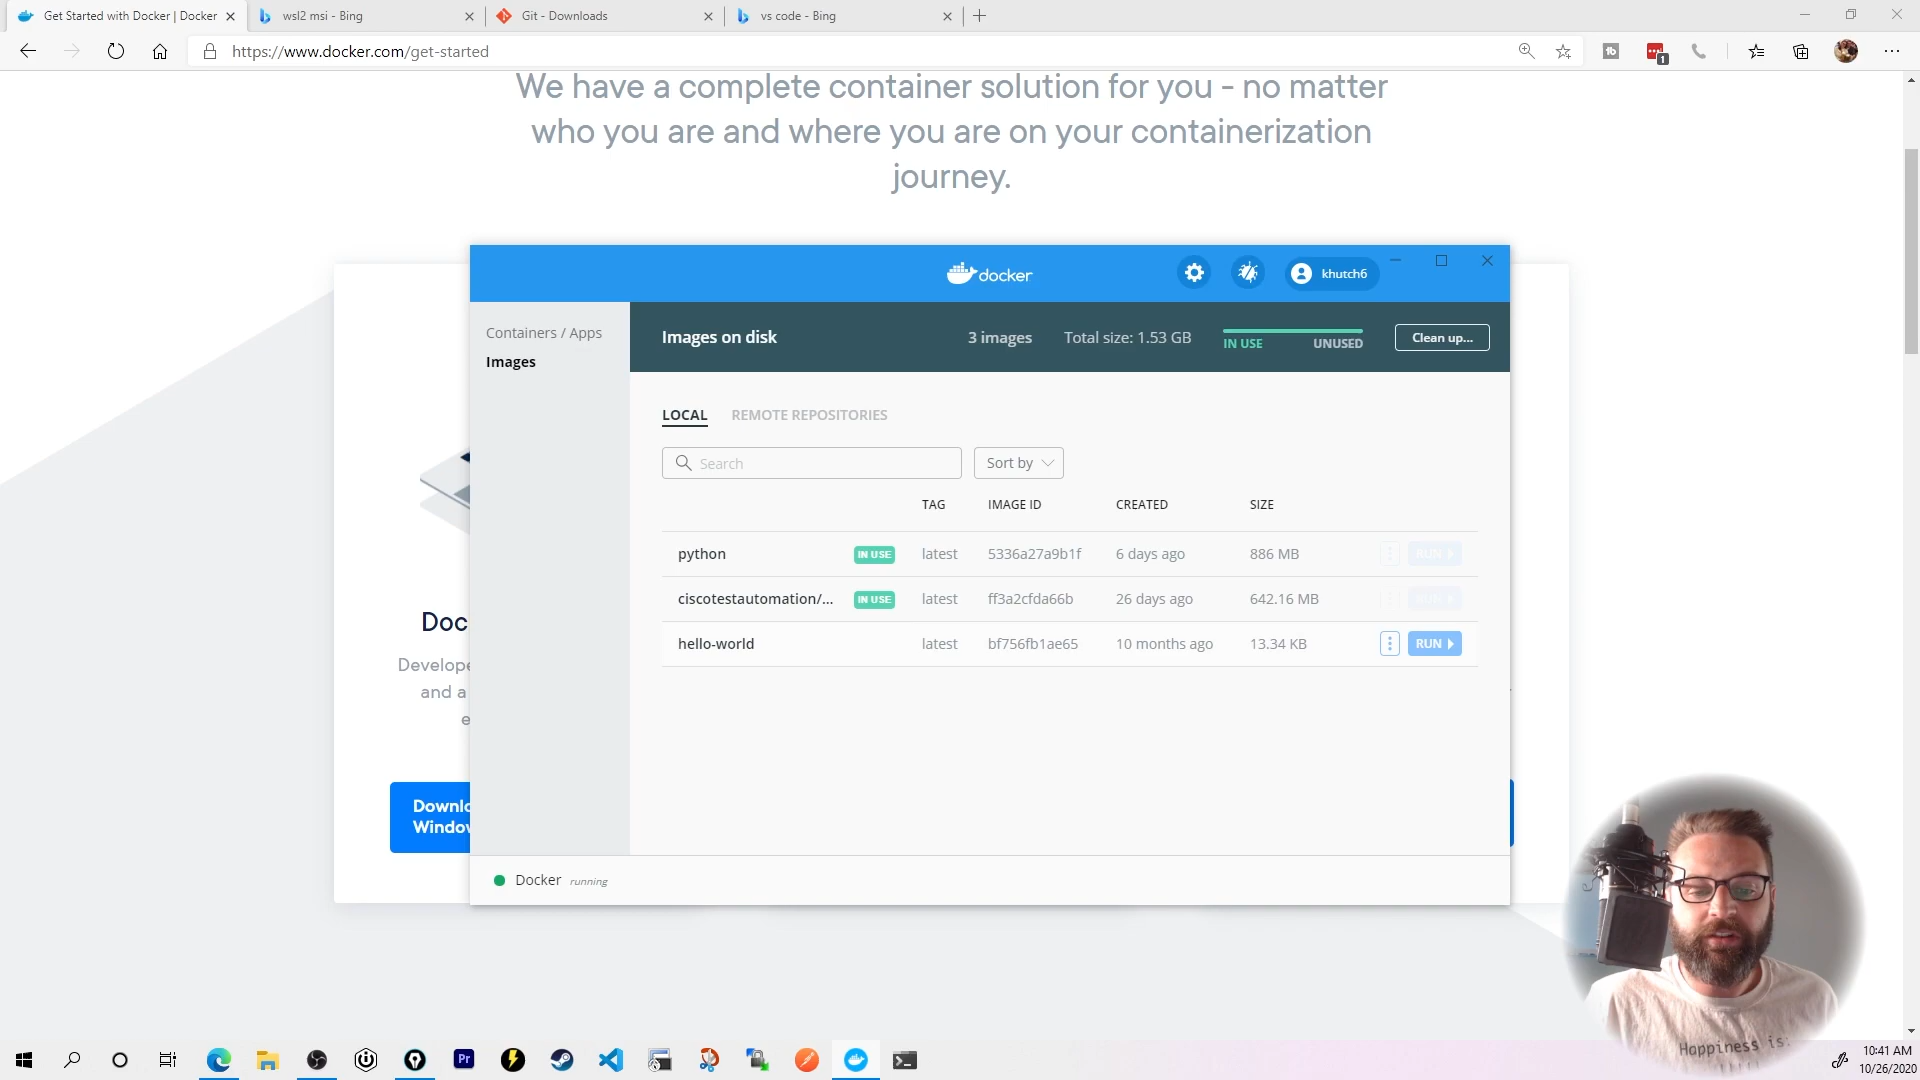 Get Started with Docker | Docker
wsl2 msi - Bing
Git - Downloads
vs code - Bing
https://www.docker.com/get-started
1
We have a complete container solution for you - no matter
who you are and where you are on your containerization
journey.
docker
khutch6
Containers / Apps
Images
Images on disk
3 images
Total size: 1.53 GB
IN USE
UNUSED
Clean up...
LOCAL
REMOTE REPOSITORIES
Search
Sort by
TAG
IMAGE ID
CREATED
SIZE
python
IN USE
latest
5336a27a9b1f
6 days ago
886 MB
RUN
ciscotestautomation/...
IN USE
latest
ff3a2cfda66b
26 days ago
642.16 MB
RUN
hello-world
latest
bf756fb1ae65
10 months ago
13.34 KB
RUN
Doc
Develope
and a
e
Downlo
Window
Docker running
Happiness is
Pr
10:41 AM
10/26/2020